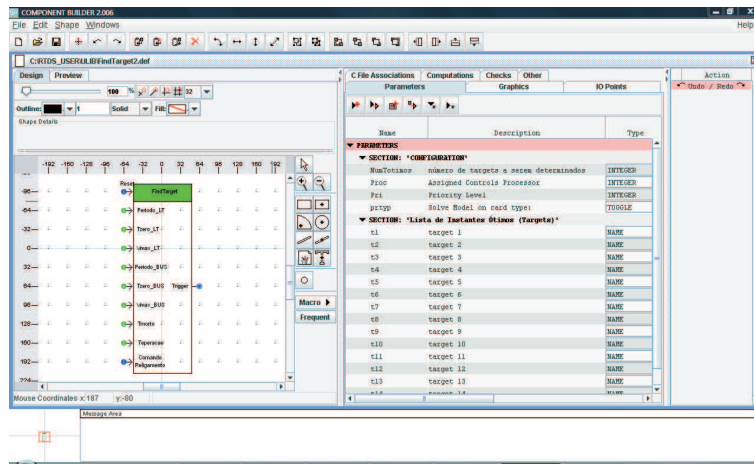 COMPONENT BUILDER 2.006
File Edit Shape Windows Help
C:\RTDS_USER\ULIB\FindTarget2.def
Design Preview
100 %
32
Outline: 1 Solid Fill:
Shape Details
-192 -160 -128 -96 -64 -32 0 32 64 96 128 160 192
-96
-64
-32
0
32
64
96
128
160
192
224
Reset
FindTarget
Periodo_LT
Tzero_LT
Vmax_LT
Periodo_BUS
Tzero_BUS Trigger
Vmax_BUS
Tmorto
Toperacao
Comando
Religamento
Macro
Frequent
Mouse Coordinates x: 187 y:-80
C File Associations Computations Checks Other
Parameters Graphics IO Points
Name Description Type
PARAMETERS
SECTION: "CONFIGURATION"
NumTotimos número de targets a serem determinados INTEGER
Proc Assigned Controls Processor INTEGER
Pri Priority Level INTEGER
prtyp Solve Model on card type: TOGGLE
SECTION: "Lista de Instantes Ótimos (Targets)"
t1 target 1 NAME
t2 target 2 NAME
t3 target 3 NAME
t4 target 4 NAME
t5 target 5 NAME
t6 target 6 NAME
t7 target 7 NAME
t8 target 8 NAME
t9 target 9 NAME
t10 target 10 NAME
t11 target 11 NAME
t12 target 12 NAME
t13 target 13 NAME
t14 target 14 NAME
Action
Undo / Redo
Message Area